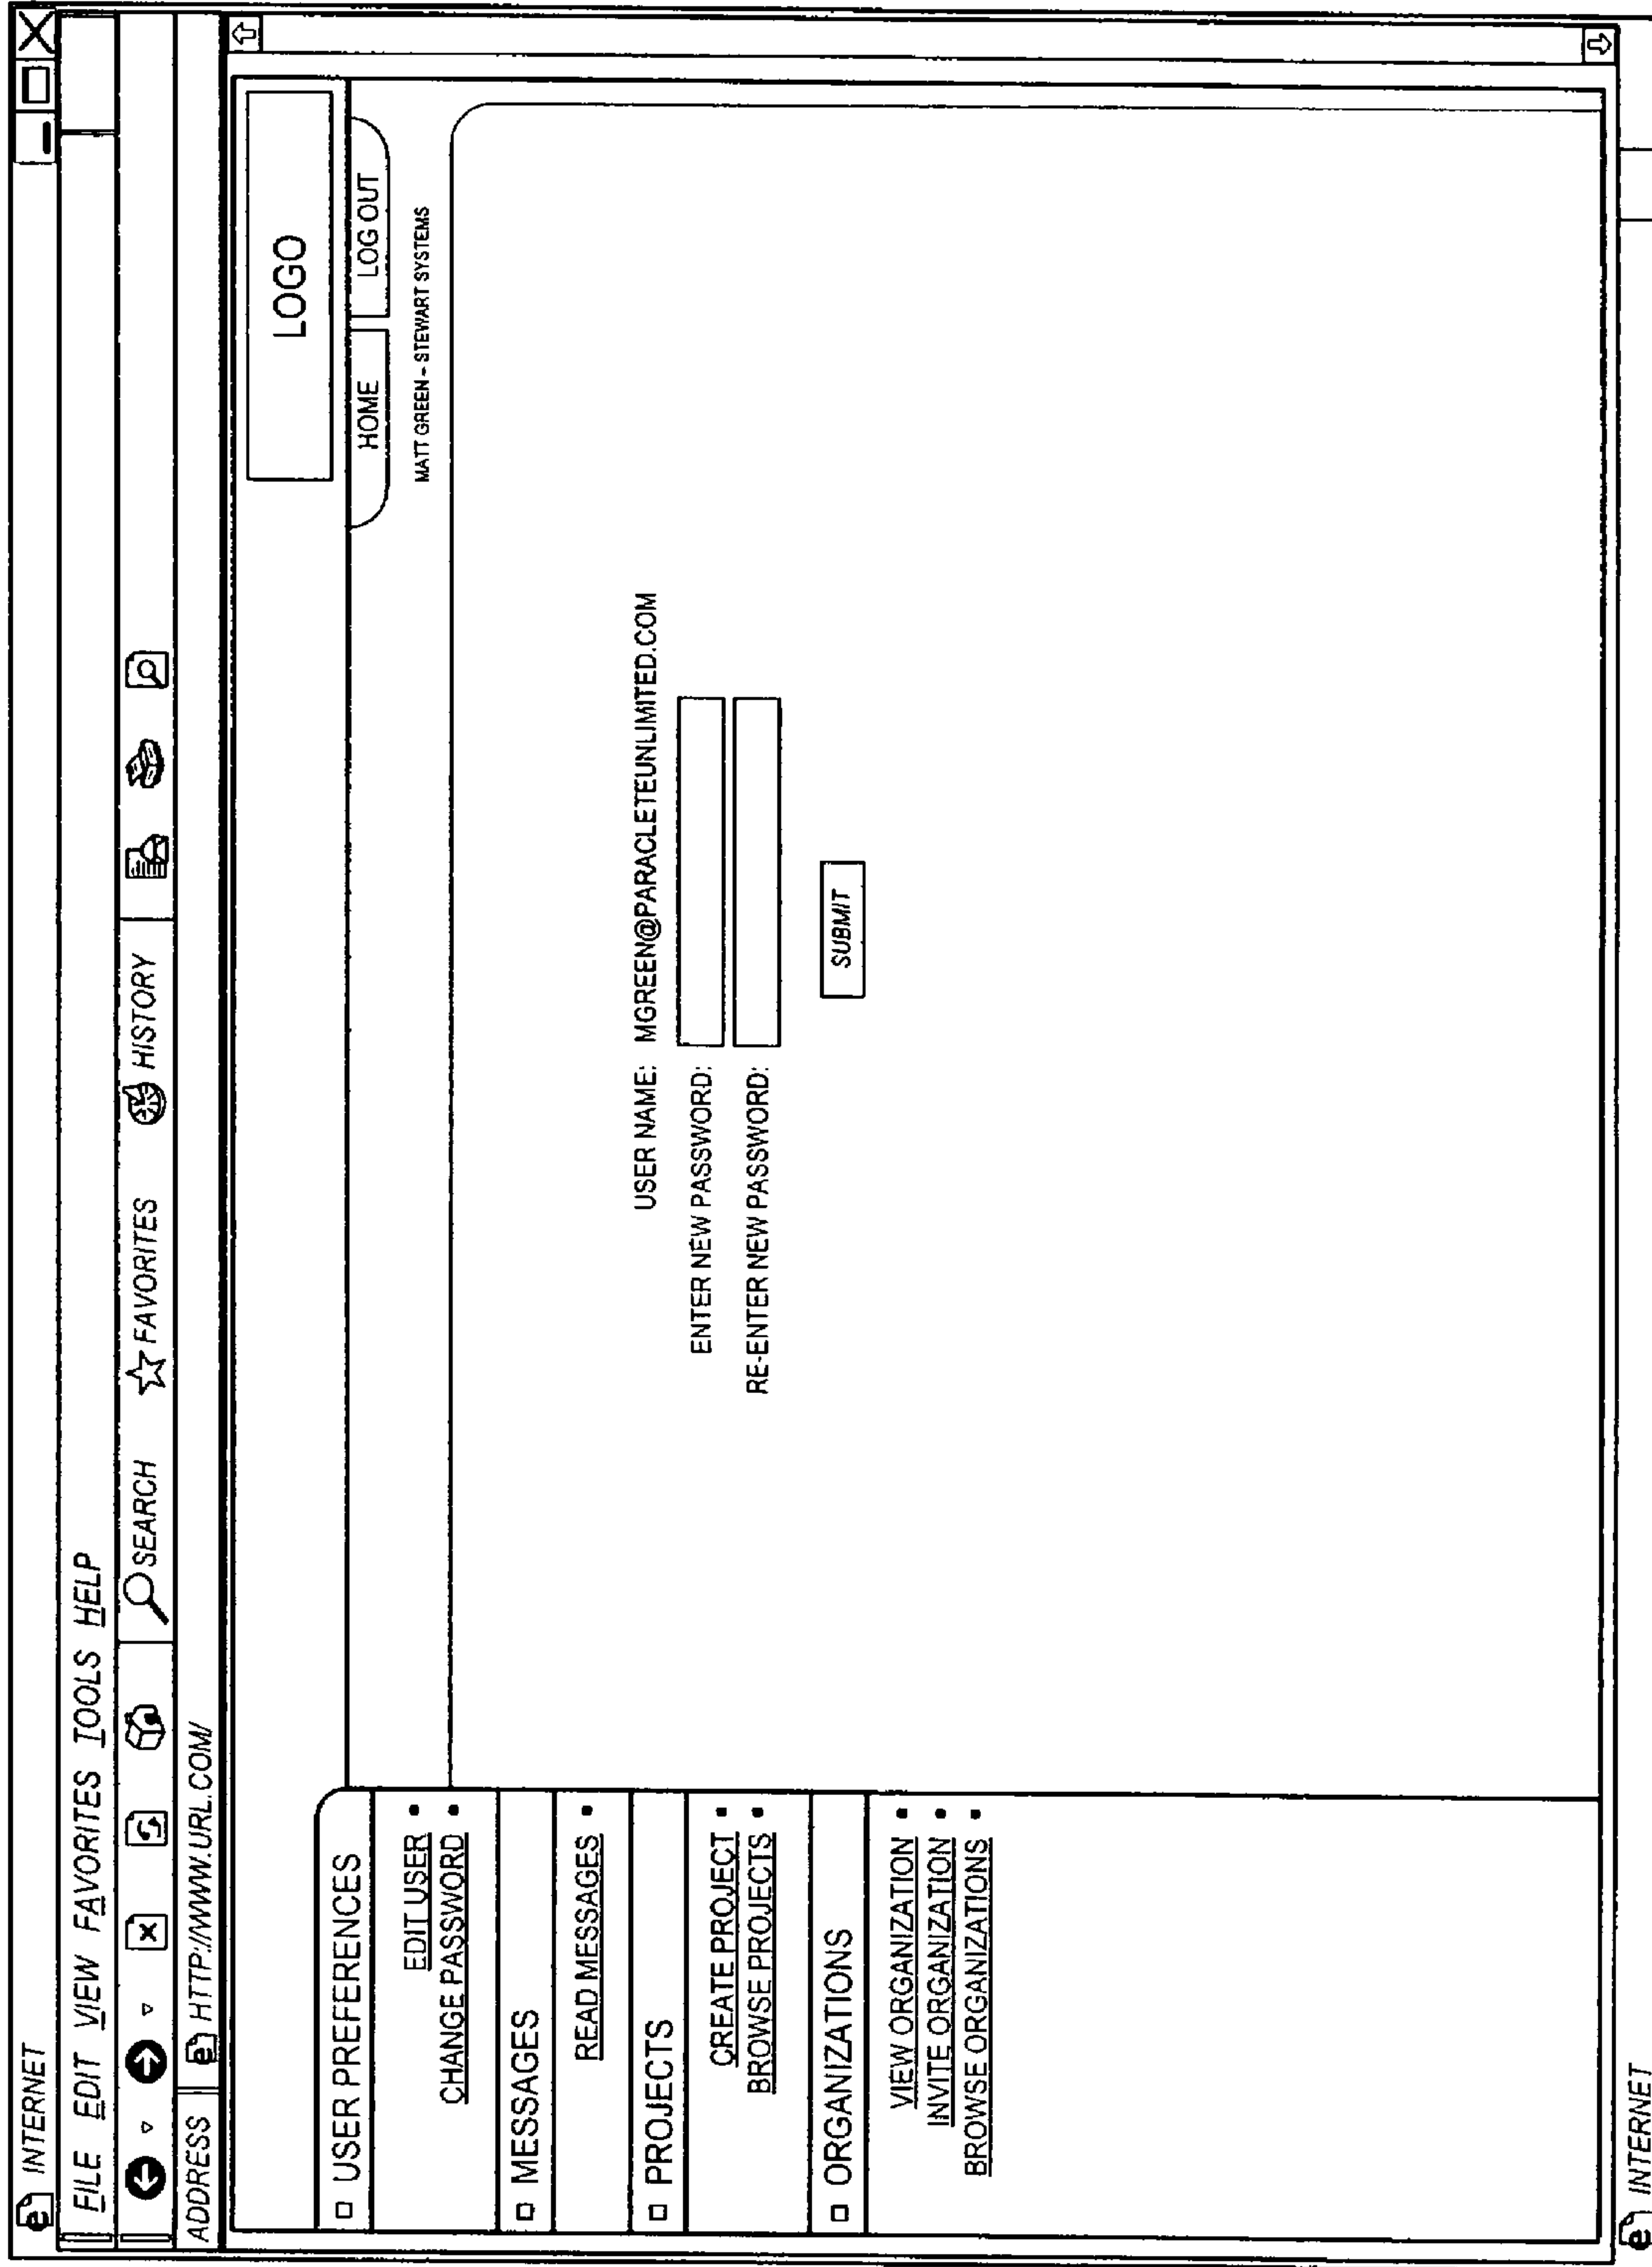 INTERNET
FILE EDIT VIEW FAVORITES TOOLS HELP
SEARCH FAVORITES HISTORY
ADDRESS HTTP://WWW.URL.COM/
LOGO
HOME LOG OUT
MATT GREEN - STEWART SYSTEMS
USER PREFERENCES
EDIT USER
CHANGE PASSWORD
MESSAGES
READ MESSAGES
PROJECTS
CREATE PROJECT
BROWSE PROJECTS
ORGANIZATIONS
VIEW ORGANIZATION
INVITE ORGANIZATION
BROWSE ORGANIZATIONS
USER NAME: MGREEN@PARACLETEUNLIMITED.COM
ENTER NEW PASSWORD:
RE-ENTER NEW PASSWORD:
SUBMIT
INTERNET